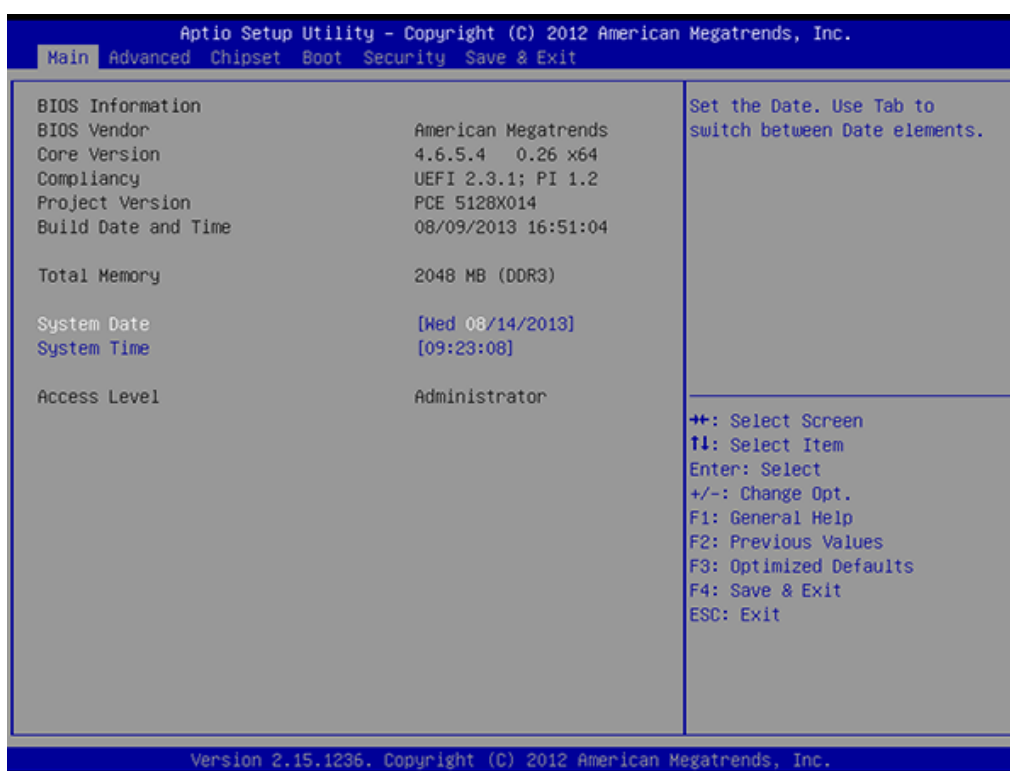 Aptio Setup Utility – Copyright (C) 2012 American Megatrends, Inc.
Main Advanced Chipset Boot Security Save & Exit
BIOS Information
BIOS Vendor American Megatrends
Core Version 4.6.5.4 0.26 x64
Compliancy UEFI 2.3.1; PI 1.2
Project Version PCE 5128X014
Build Date and Time 08/09/2013 16:51:04
Total Memory 2048 MB (DDR3)
System Date [Wed 08/14/2013]
System Time [09:23:08]
Access Level Administrator
Set the Date. Use Tab to
switch between Date elements.
→←: Select Screen
↑↓: Select Item
Enter: Select
+/-: Change Opt.
F1: General Help
F2: Previous Values
F3: Optimized Defaults
F4: Save & Exit
ESC: Exit
Version 2.15.1236. Copyright (C) 2012 American Megatrends, Inc.